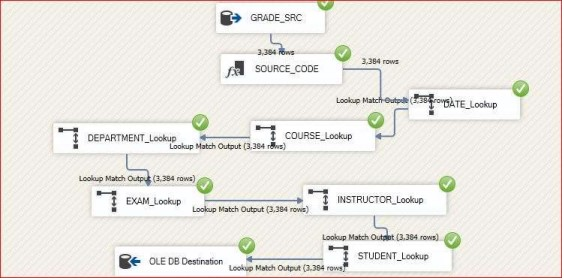 GRADE_SRC
3,384 rows
SOURCE_CODE
3,384 rows
Lookup Match Output (3,384 rows)
DATE_Lookup
DEPARTMENT_Lookup
COURSE_Lookup
Lookup Match Output (3,384 rows)
Lookup Match Output (3,384 rows)
EXAM_Lookup
INSTRUCTOR_Lookup
Lookup Match Output (3,384 rows)
Lookup Match Output (3,384 rows)
OLE DB Destination
STUDENT_Lookup
Lookup Match Output (3,384 rows)